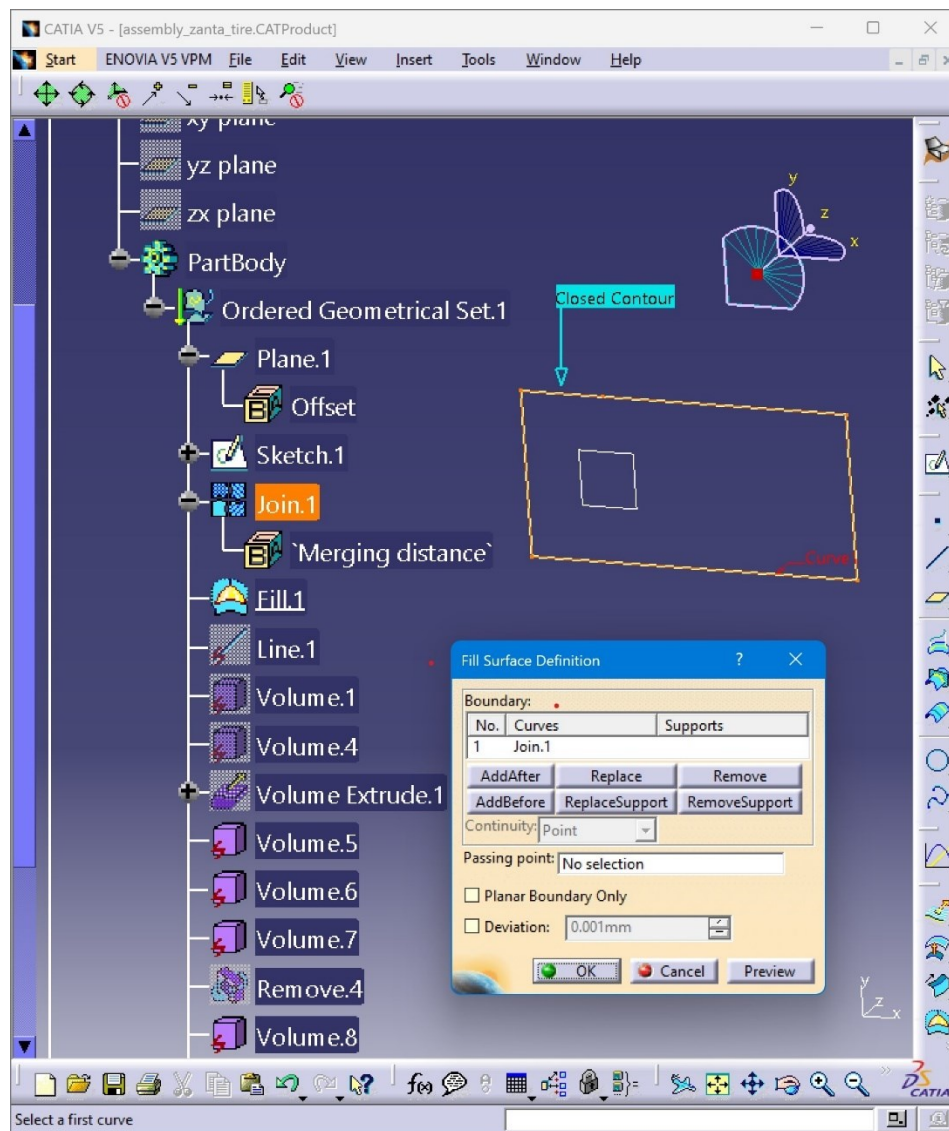 CATIA V5 - [assembly_zanta_tire.CATProduct]
Start ENOVIA V5 VPM File Edit View Insert Tools Window Help
xy plane
yz plane
zx plane
PartBody
Ordered Geometrical Set.1
Plane.1
Offset
Sketch.1
Join.1
`Merging distance`
Fill.1
Line.1
Volume.1
Volume.4
Volume Extrude.1
Volume.5
Volume.6
Volume.7
Remove.4
Volume.8
y
z
x
Closed Contour
Curve
Fill Surface Definition ? X
Boundary:
No. Curves Supports
1 Join.1
AddAfter Replace Remove
AddBefore ReplaceSupport RemoveSupport
Continuity: Point
Passing point: No selection
Planar Boundary Only
Deviation: 0.001mm
OK Cancel Preview
y
z
x
f(x)
DS CATIA
Select a first curve